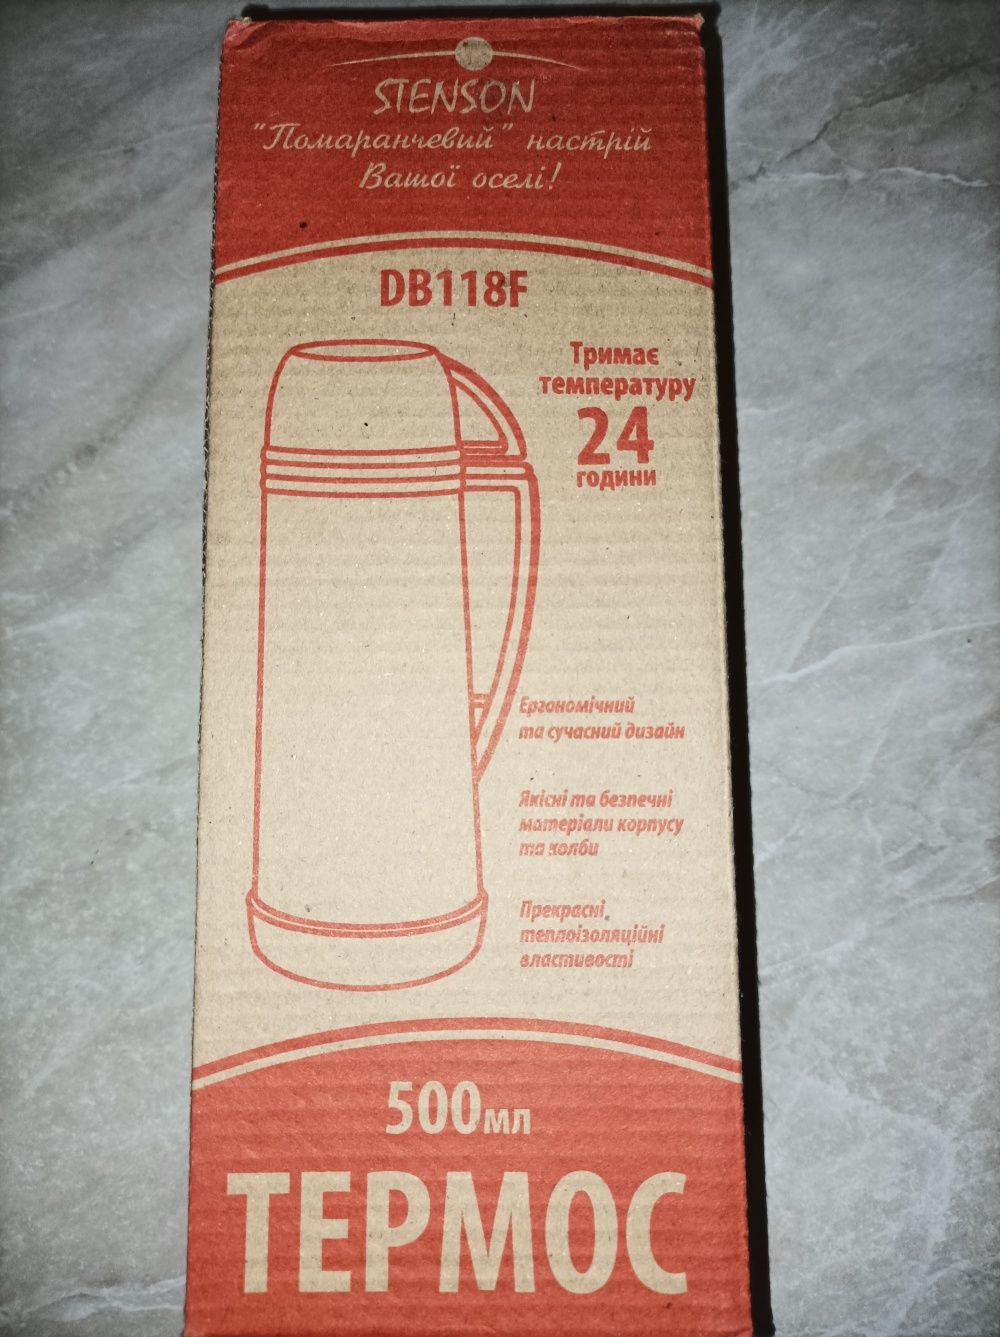 STENSON
"Помаранчевий" настрій
Вашої оселі!
DB118F
Тримає
температуру
24
години
Ергономічний
та сучасний дизайн
Якісні та безпечні
матеріали корпусу
та колби
Прекрасні
теплоізоляційні
властивості
500мл
ТЕРМОС